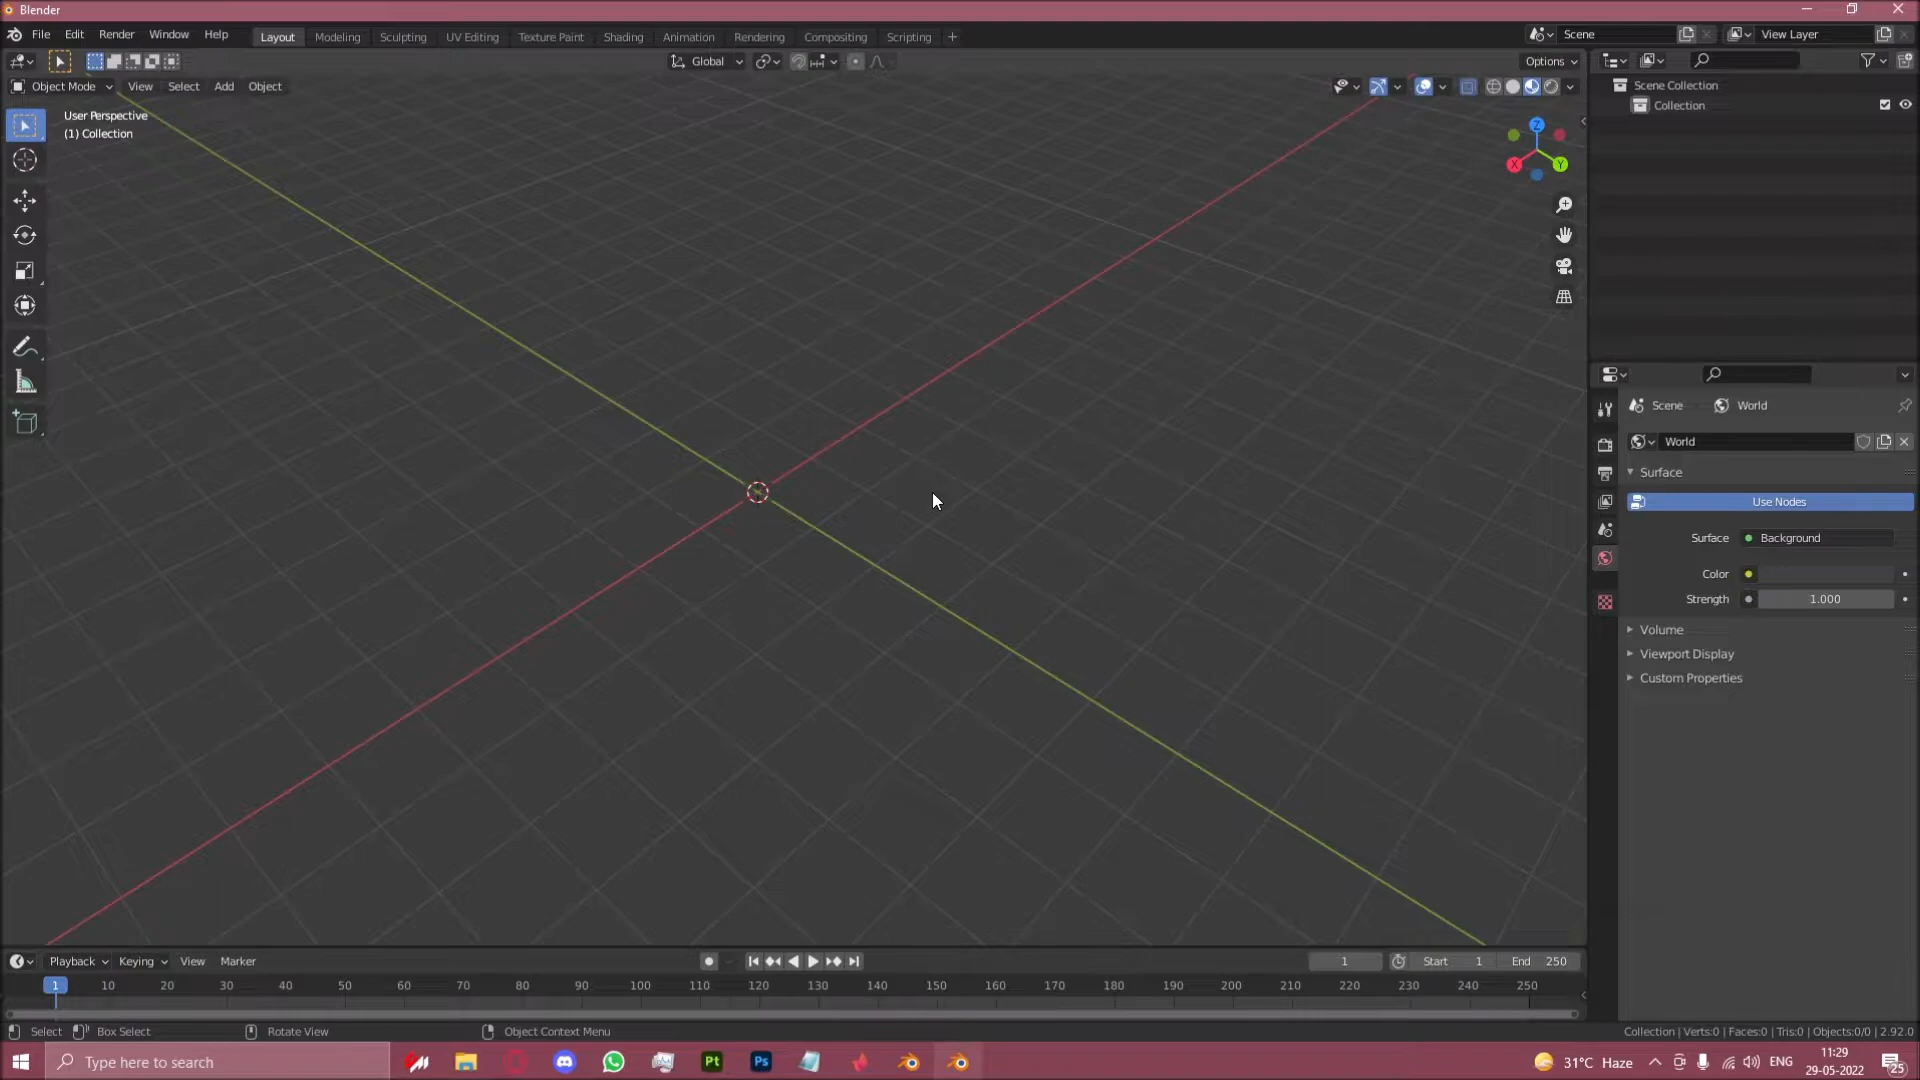 Blender
File Edit Render Window Help
Layout Modeling Sculpting UV Editing Texture Paint Shading Animation Rendering Compositing Scripting +
Scene
View Layer
Global
Options
Object Mode View Select Add Object
User Perspective
(1) Collection
Z
X
Y
Scene Collection
Collection
Scene World
World
Surface
Use Nodes
Surface Background
Color
Strength 1.000
Volume
Viewport Display
Custom Properties
Playback Keying View Marker
1
Start 1 End 250
1 10 20 30 40 50 60 70 80 90 100 110 120 130 140 150 160 170 180 190 200 210 220 230 240 250
Select Box Select Rotate View Object Context Menu
Collection | Verts:0 | Faces:0 | Tris:0 | Objects:0/0 | 2.92.0
Type here to search
Pt
Ps
31°C Haze
ENG
11:29
29-05-2022
25